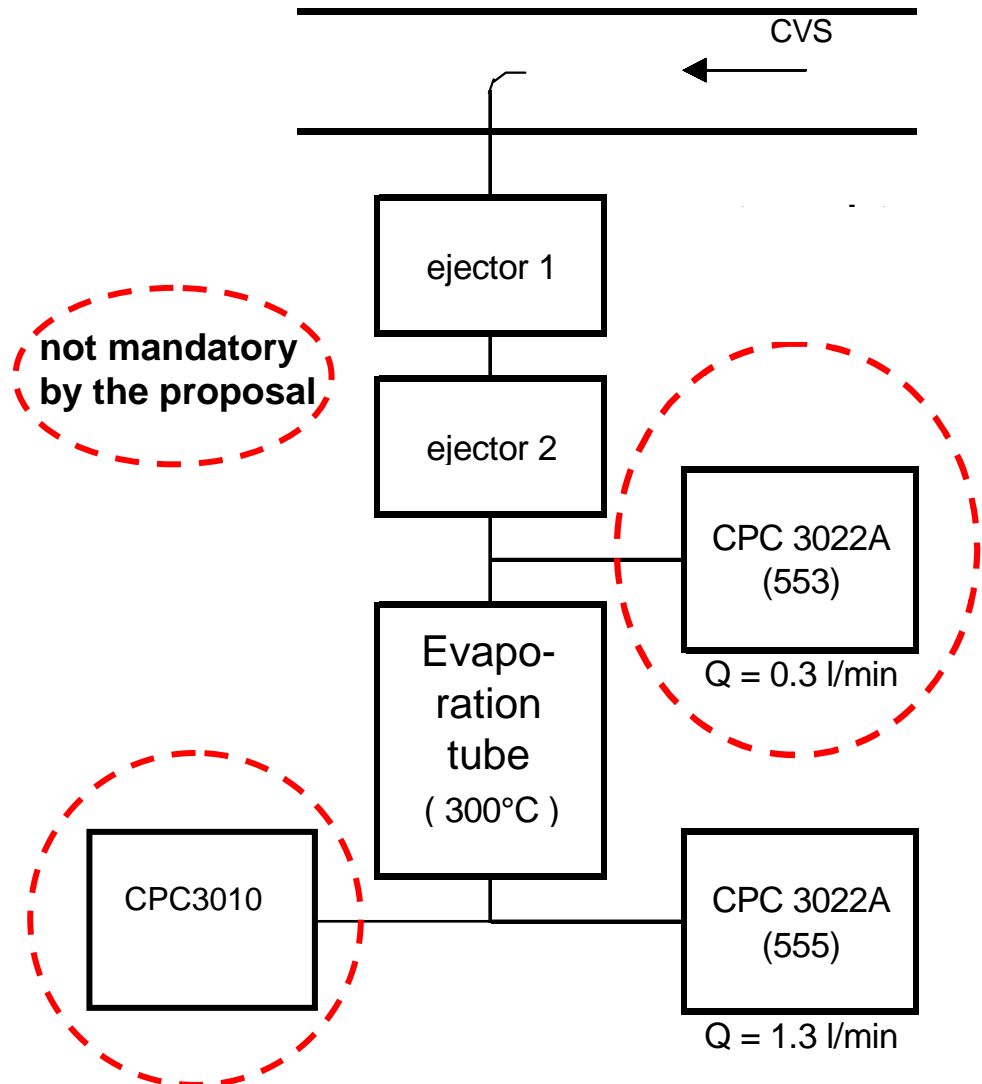 CVS
ejector 1
not mandatory
by the proposal
ejector 2
CPC 3022A
(553)
Q = 0.3 l/min
Evapo-
ration
tube
( 300°C )
CPC3010
CPC 3022A
(555)
Q = 1.3 l/min